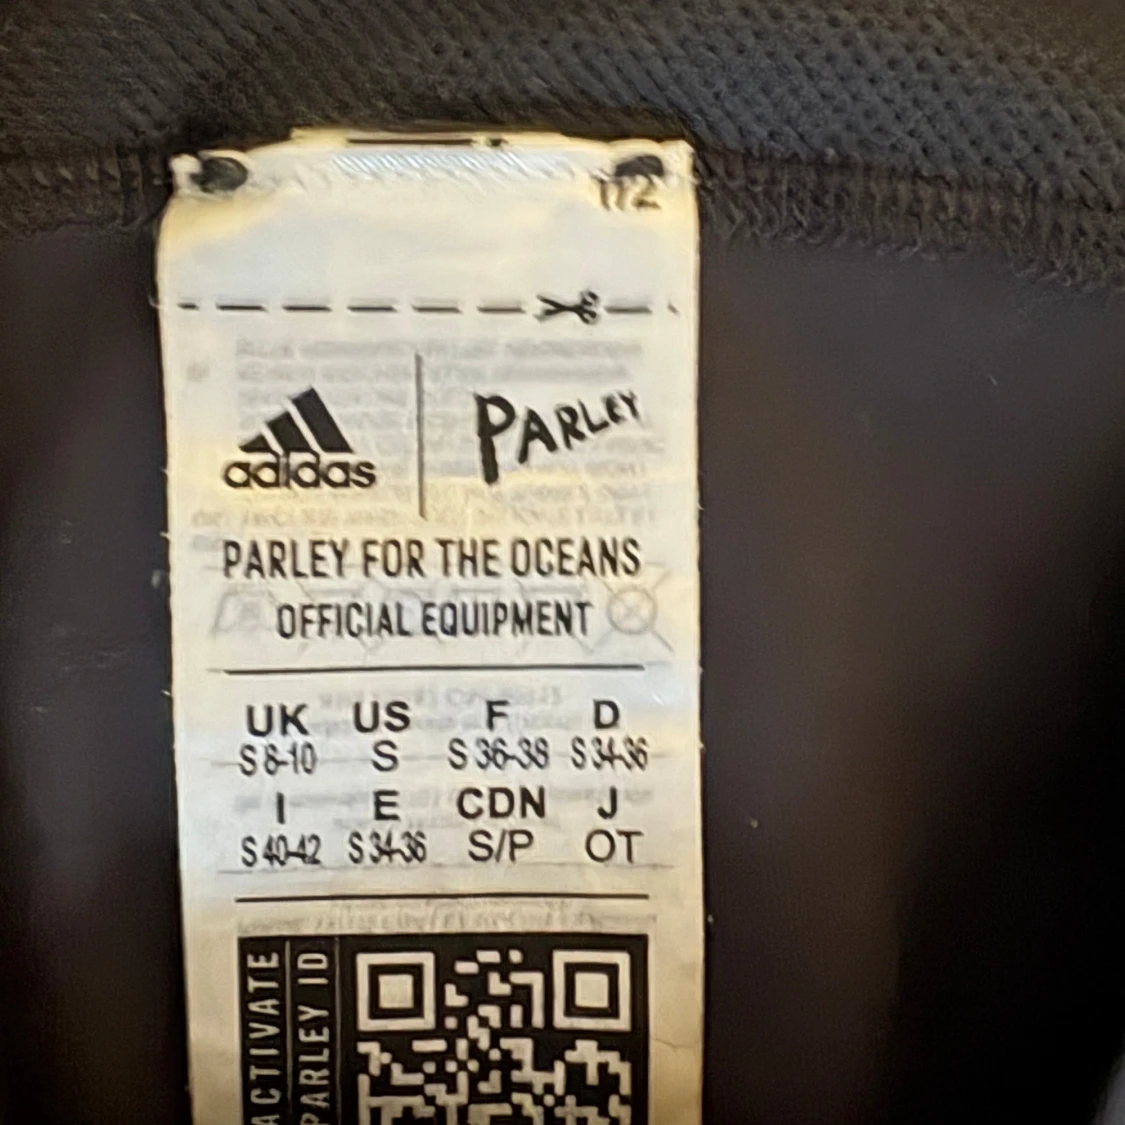 1/2
adidas | PARLEY
PARLEY FOR THE OCEANS
OFFICIAL EQUIPMENT
UK US F D
S 8-10 S S 36-38 S 34-36
I E CDN J
S 40-42 S 34-36 S/P OT
ACTIVATE
PARLEY ID